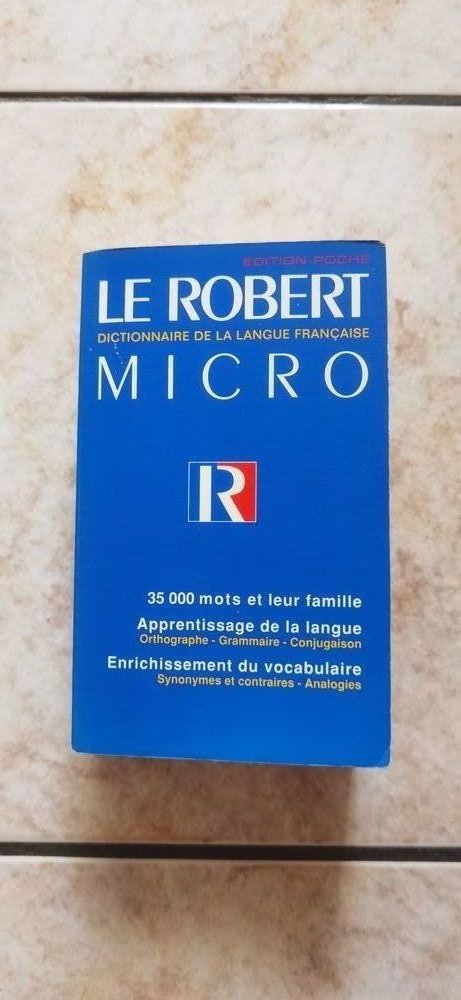 EDITION-POCHE
LE ROBERT
DICTIONNAIRE DE LA LANGUE FRANÇAISE
MICRO
R
35 000 mots et leur famille
Apprentissage de la langue
Orthographe - Grammaire - Conjugaison
Enrichissement du vocabulaire
Synonymes et contraires - Analogies